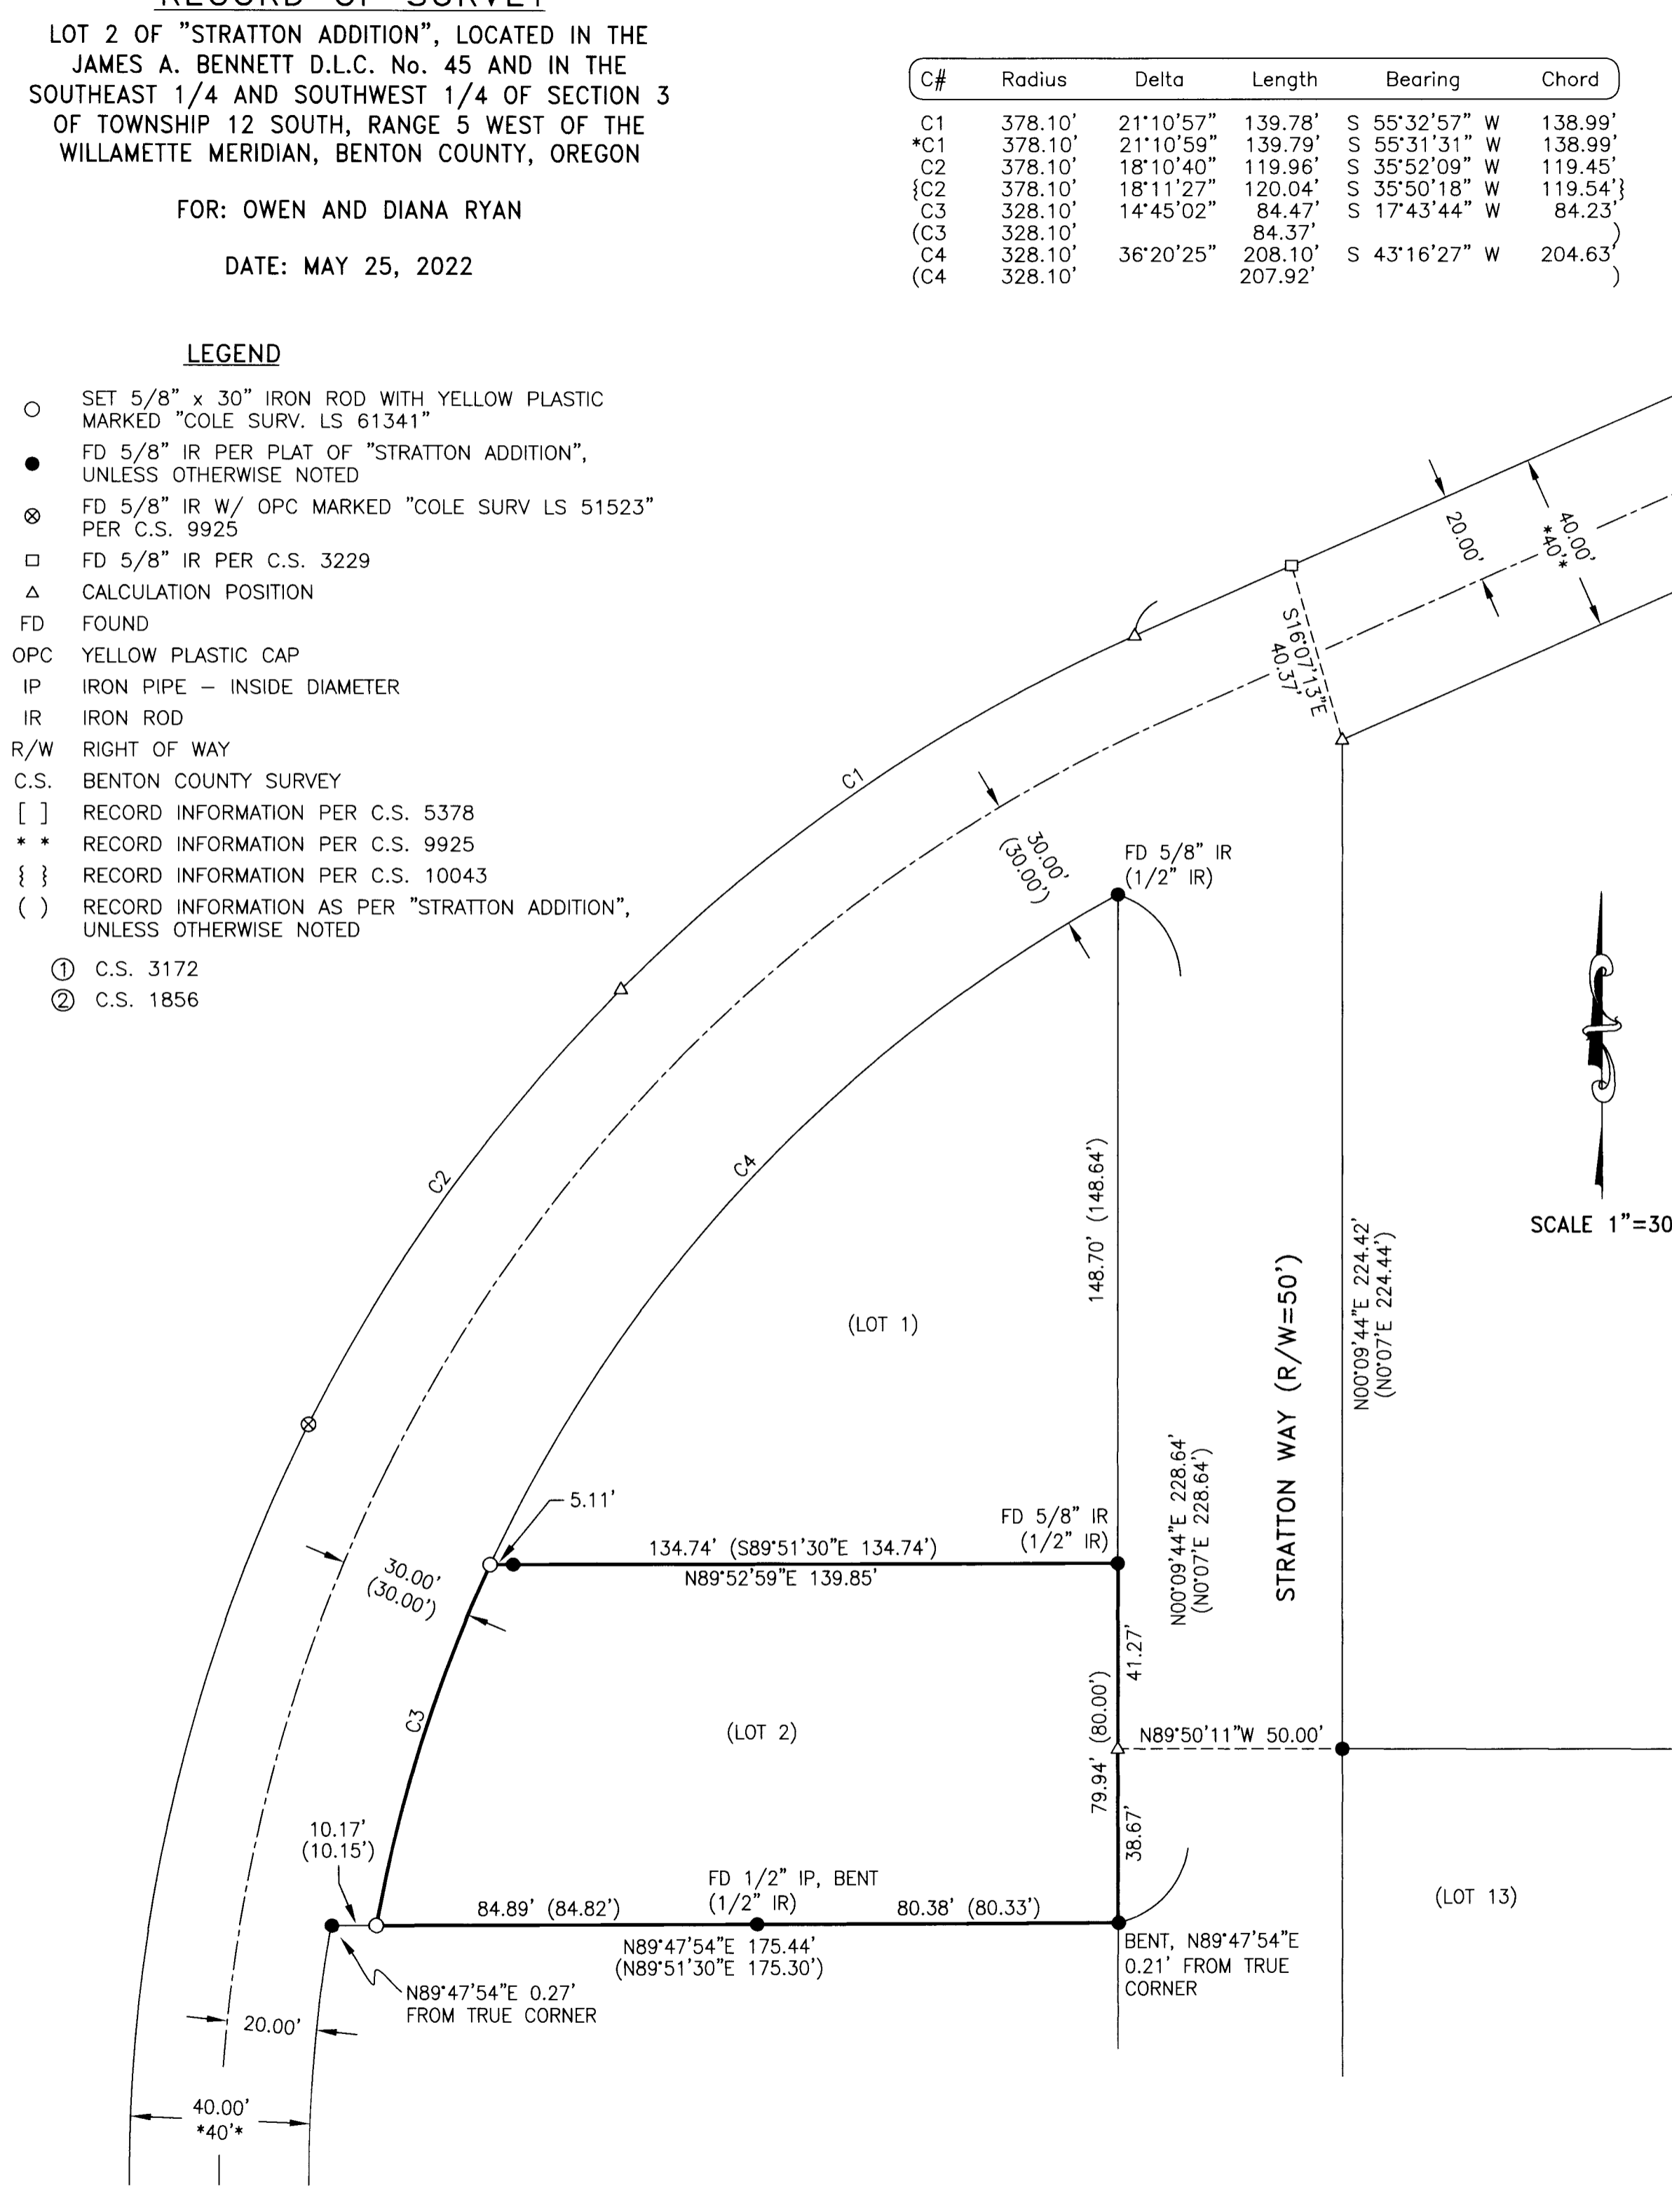 RECORD OF SURVEY
LOT 2 OF "STRATTON ADDITION", LOCATED IN THE
JAMES A. BENNETT D.L.C. No. 45 AND IN THE
SOUTHEAST 1/4 AND SOUTHWEST 1/4 OF SECTION 3
OF TOWNSHIP 12 SOUTH, RANGE 5 WEST OF THE
WILLAMETTE MERIDIAN, BENTON COUNTY, OREGON
FOR: OWEN AND DIANA RYAN
DATE: MAY 25, 2022
C# Radius Delta Length Bearing Chord
C1 378.10' 21°10'57" 139.78' S 55°32'57" W 138.99'
*C1 378.10' 21°10'59" 139.79' S 55°31'31" W 138.99'
C2 378.10' 18°10'40" 119.96' S 35°52'09" W 119.45'
{C2 378.10' 18°11'27" 120.04' S 35°50'18" W 119.54'}
C3 328.10' 14°45'02" 84.47' S 17°43'44" W 84.23'
(C3 328.10' 84.37' )
C4 328.10' 36°20'25" 208.10' S 43°16'27" W 204.63'
(C4 328.10' 207.92' )
LEGEND
SET 5/8" x 30" IRON ROD WITH YELLOW PLASTIC
MARKED "COLE SURV. LS 61341"
FD 5/8" IR PER PLAT OF "STRATTON ADDITION",
UNLESS OTHERWISE NOTED
FD 5/8" IR W/ OPC MARKED "COLE SURV LS 51523"
PER C.S. 9925
FD 5/8" IR PER C.S. 3229
CALCULATION POSITION
FD FOUND
OPC YELLOW PLASTIC CAP
IP IRON PIPE – INSIDE DIAMETER
IR IRON ROD
R/W RIGHT OF WAY
C.S. BENTON COUNTY SURVEY
[ ] RECORD INFORMATION PER C.S. 5378
* * RECORD INFORMATION PER C.S. 9925
{ } RECORD INFORMATION PER C.S. 10043
( ) RECORD INFORMATION AS PER "STRATTON ADDITION",
UNLESS OTHERWISE NOTED
① C.S. 3172
② C.S. 1856
20.00'
40.00'
*40'*
S16°07'13"E
40.37'
C1
30.00'
(30.00')
FD 5/8" IR
(1/2" IR)
C2
C4
148.70' (148.64')
SCALE 1"=30
(LOT 1)
STRATTON WAY (R/W=50')
N00°09'44"E 224.42'
(N0°07'E 224.44')
N00°09'44"E 228.64'
(N0°07'E 228.64')
5.11'
FD 5/8" IR
(1/2" IR)
134.74' (S89°51'30"E 134.74')
N89°52'59"E 139.85'
30.00'
(30.00')
41.27'
C3
(LOT 2)
79.94' (80.00')
N89°50'11"W 50.00'
38.67'
10.17'
(10.15')
FD 1/2" IP, BENT
(1/2" IR)
84.89' (84.82')
80.38' (80.33')
(LOT 13)
N89°47'54"E 175.44'
(N89°51'30"E 175.30')
BENT, N89°47'54"E
0.21' FROM TRUE
CORNER
N89°47'54"E 0.27'
FROM TRUE CORNER
20.00'
40.00'
*40'*